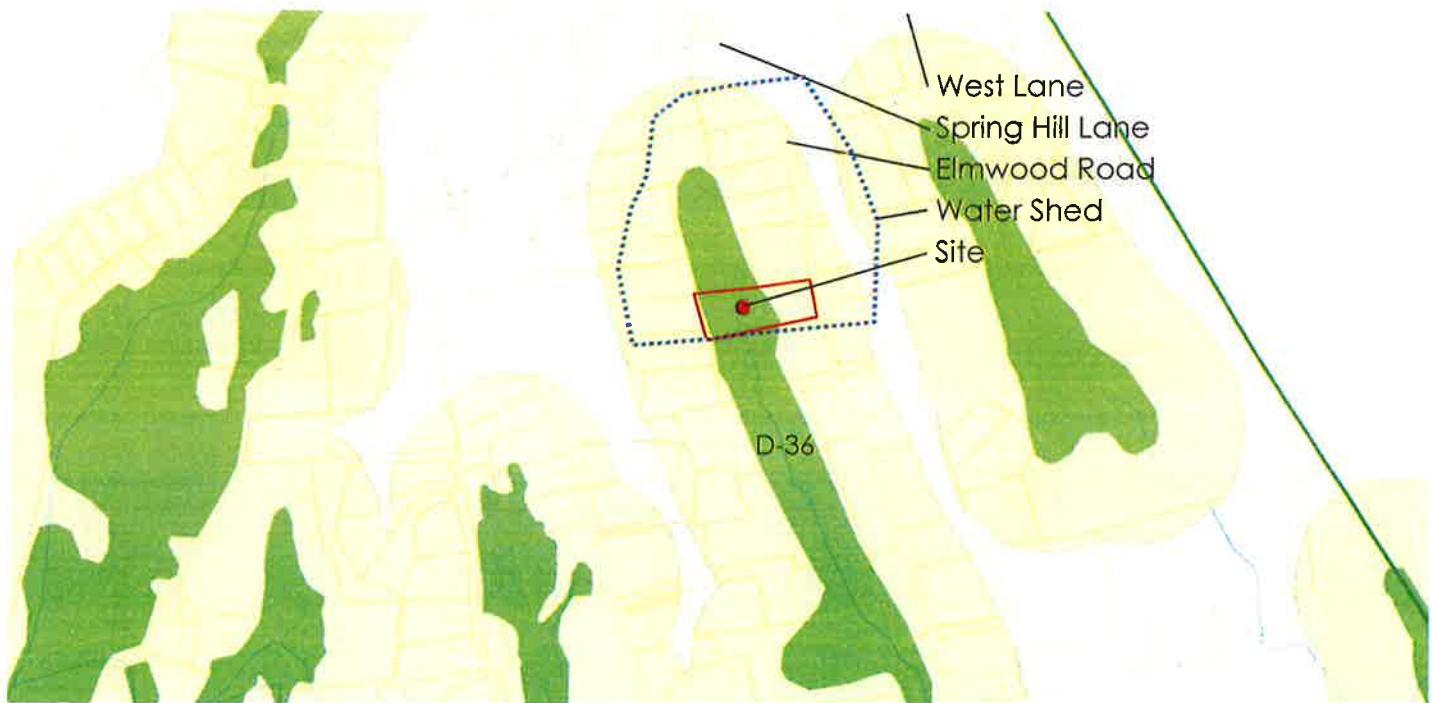 West Lane
Spring Hill Lane
Elmwood Road
Water Shed
Site
D-36